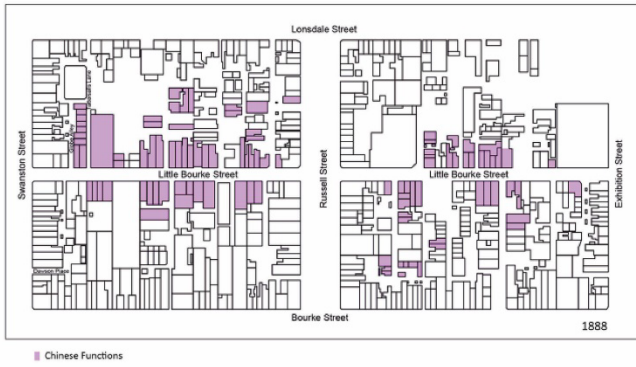 Lonsdale Street
Swanston Street
Russell Street
Exhibition Street
Little Bourke Street
Little Bourke Street
Davison Place
Bourke Street
1888
Chinese Functions